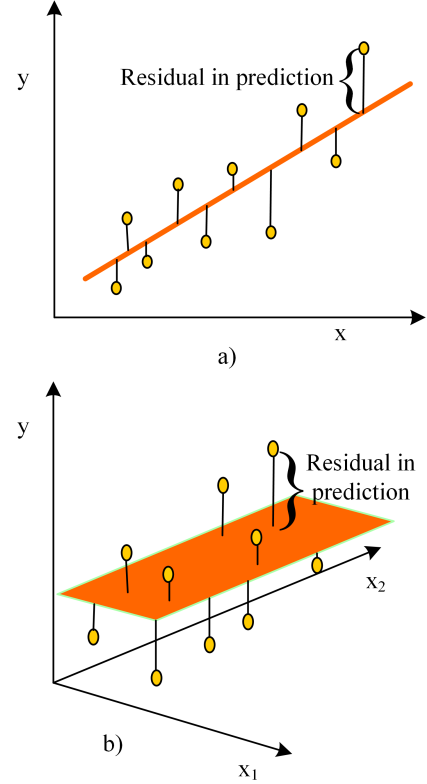 y
Residual in prediction
x
a)
y
Residual in
prediction
x₂
b)
x₁